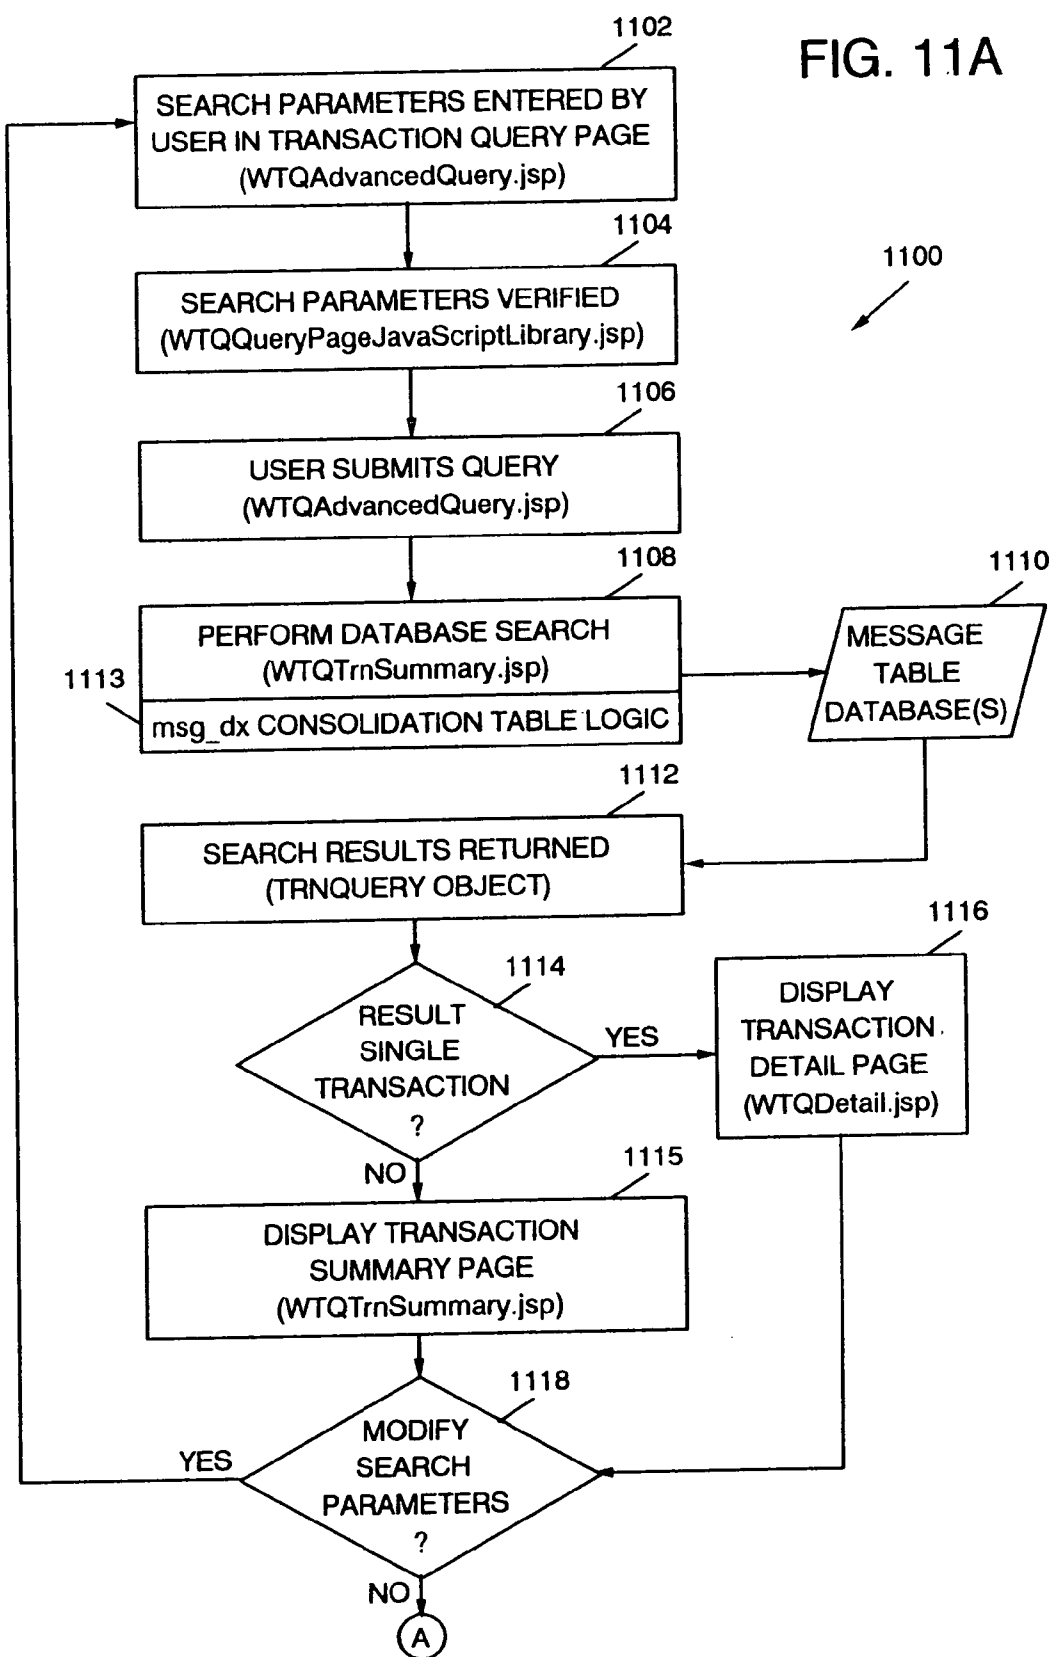 FIG. 11A
1102
SEARCH PARAMETERS ENTERED BY
USER IN TRANSACTION QUERY PAGE
(WTQAdvancedQuery.jsp)
1104
SEARCH PARAMETERS VERIFIED
(WTQQueryPageJavaScriptLibrary.jsp)
1100
1106
USER SUBMITS QUERY
(WTQAdvancedQuery.jsp)
1108
PERFORM DATABASE SEARCH
(WTQTrnSummary.jsp)
1113
msg_dx CONSOLIDATION TABLE LOGIC
1110
MESSAGE
TABLE
DATABASE(S)
1112
SEARCH RESULTS RETURNED
(TRNQUERY OBJECT)
1114
RESULT
SINGLE
TRANSACTION
?
YES
1116
DISPLAY
TRANSACTION
DETAIL PAGE
(WTQDetail.jsp)
NO
1115
DISPLAY TRANSACTION
SUMMARY PAGE
(WTQTrnSummary.jsp)
1118
MODIFY
SEARCH
PARAMETERS
?
YES
NO
A